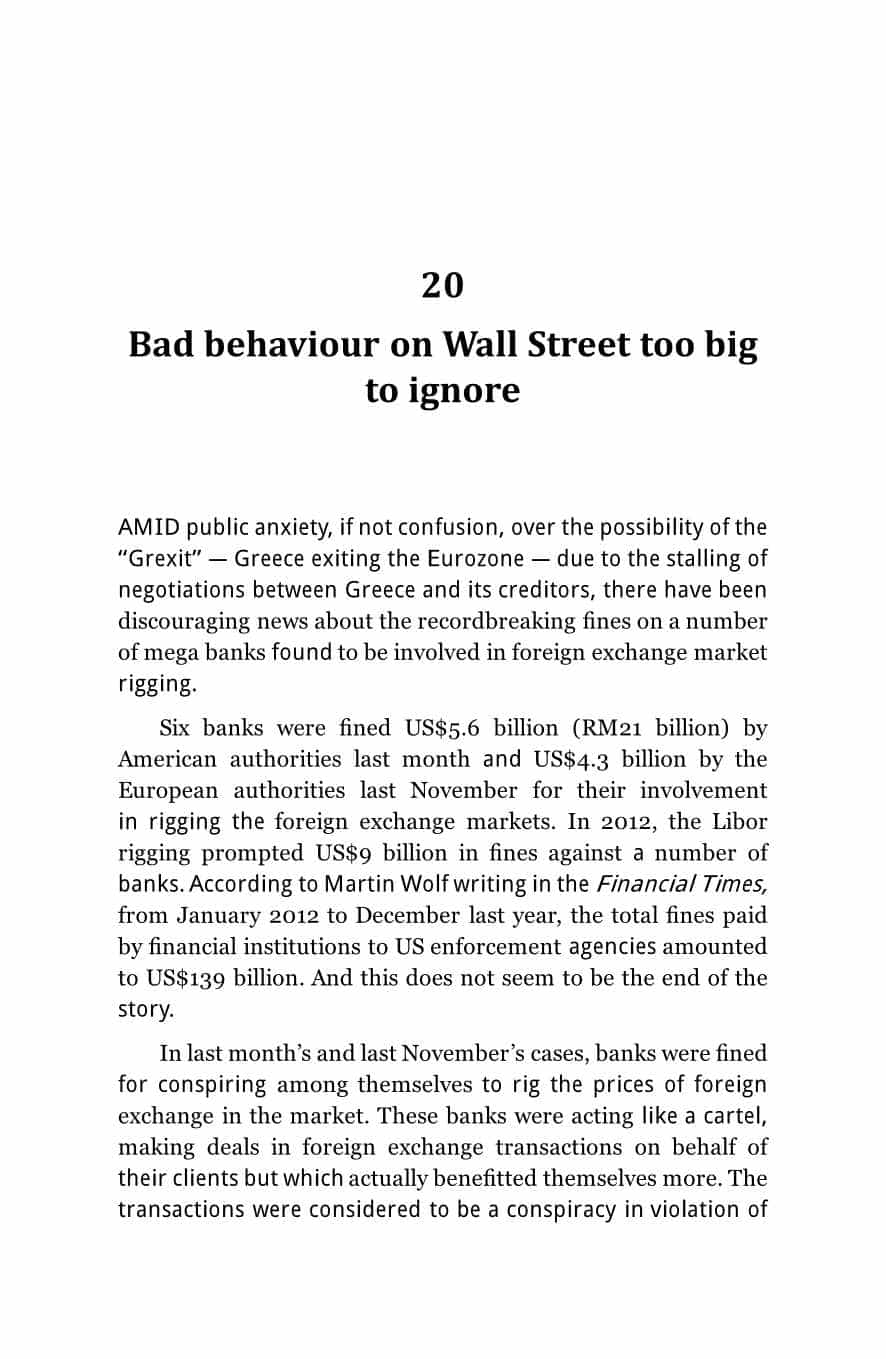 20
Bad behaviour on Wall Street too big
to ignore
AMID public anxiety, if not confusion, over the possibility of the
“Grexit” — Greece exiting the Eurozone — due to the stalling of
negotiations between Greece and its creditors, there have been
discouraging news about the recordbreaking fines on a number
of mega banks found to be involved in foreign exchange market
rigging.
Six banks were fined US$5.6 billion (RM21 billion) by
American authorities last month and US$4.3 billion by the
European authorities last November for their involvement
in rigging the foreign exchange markets. In 2012, the Libor
rigging prompted US$9 billion in fines against a number of
banks. According to Martin Wolf writing in the Financial Times,
from January 2012 to December last year, the total fines paid
by financial institutions to US enforcement agencies amounted
to US$139 billion. And this does not seem to be the end of the
story.
In last month’s and last November’s cases, banks were fined
for conspiring among themselves to rig the prices of foreign
exchange in the market. These banks were acting like a cartel,
making deals in foreign exchange transactions on behalf of
their clients but which actually benefitted themselves more. The
transactions were considered to be a conspiracy in violation of